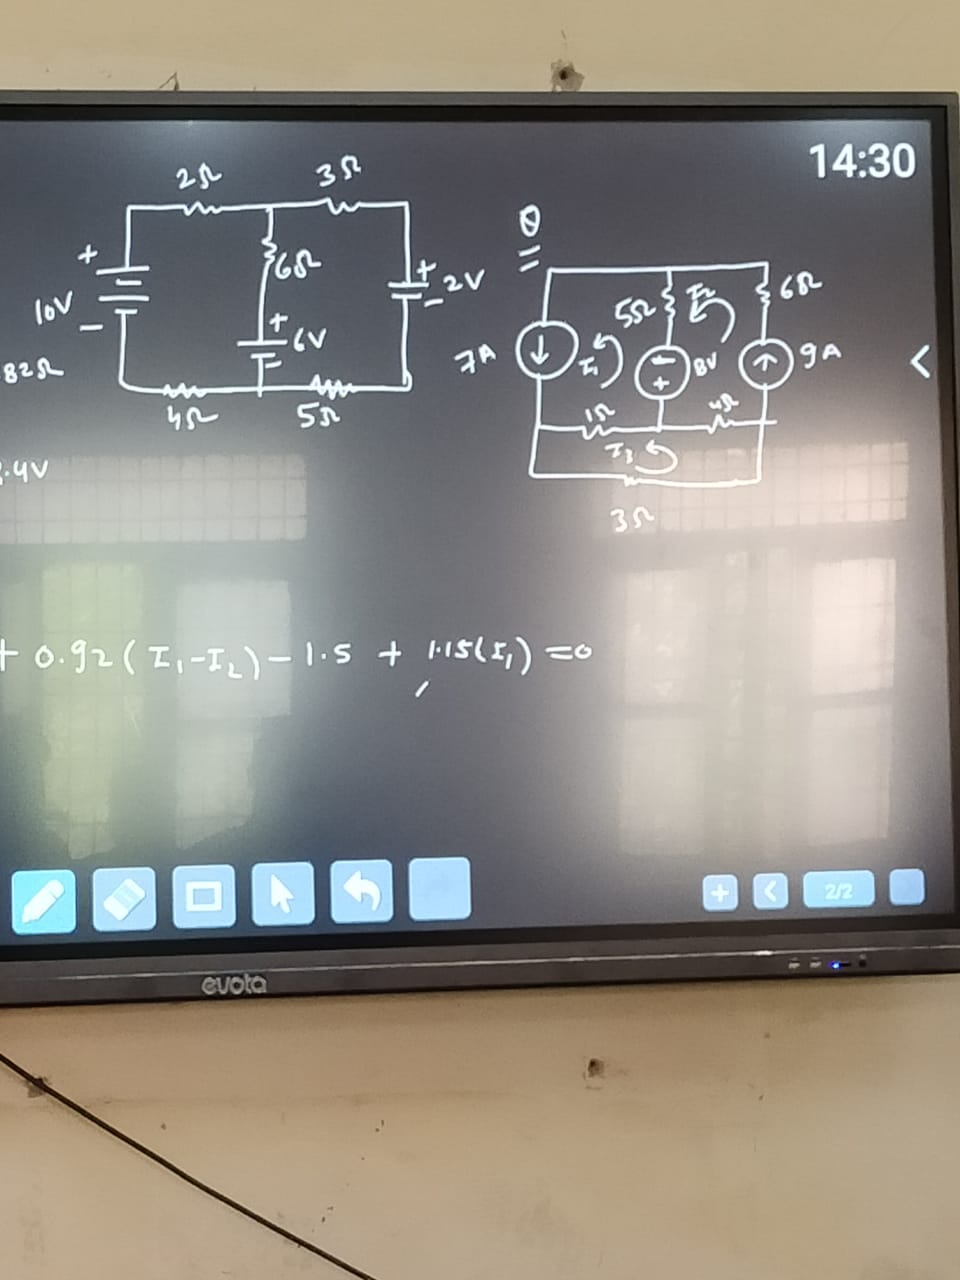 14:30
2Ω
3Ω
+
10V
-
6Ω
+
6V
+
-
2V
4Ω
5Ω
82Ω
.4V
Q
7A
I₁
5Ω
I₂
-
+
8V
6Ω
9A
1Ω
4Ω
I₃
3Ω
+ 0.92(I₁-I₂)-1.5 + 1.15(I₁)=0
2/2
evota